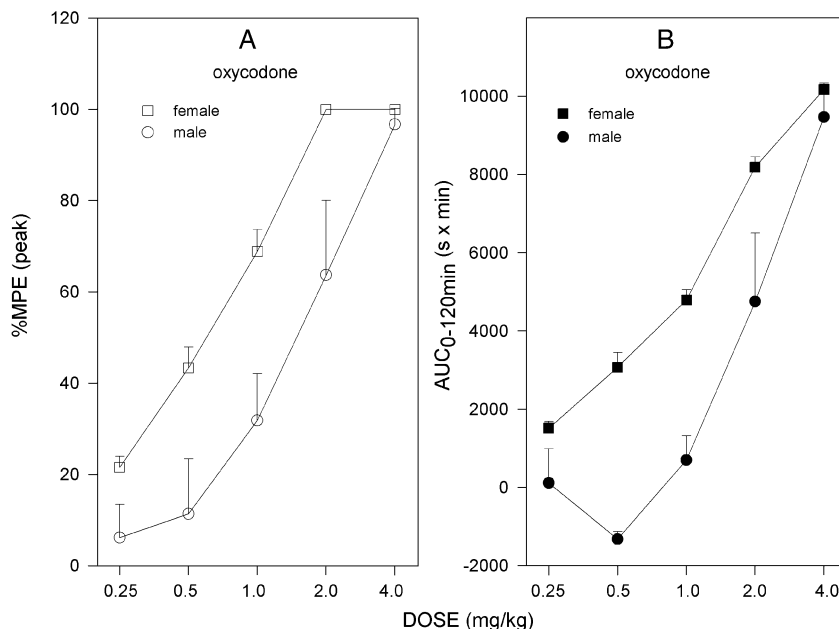 A
oxycodone
female
male
%MPE (peak)
120
100
80
60
40
20
0
0.25 0.5 1.0 2.0 4.0
B
oxycodone
female
male
AUC0-120min (s x min)
10000
8000
6000
4000
2000
0
-2000
0.25 0.5 1.0 2.0 4.0
DOSE (mg/kg)